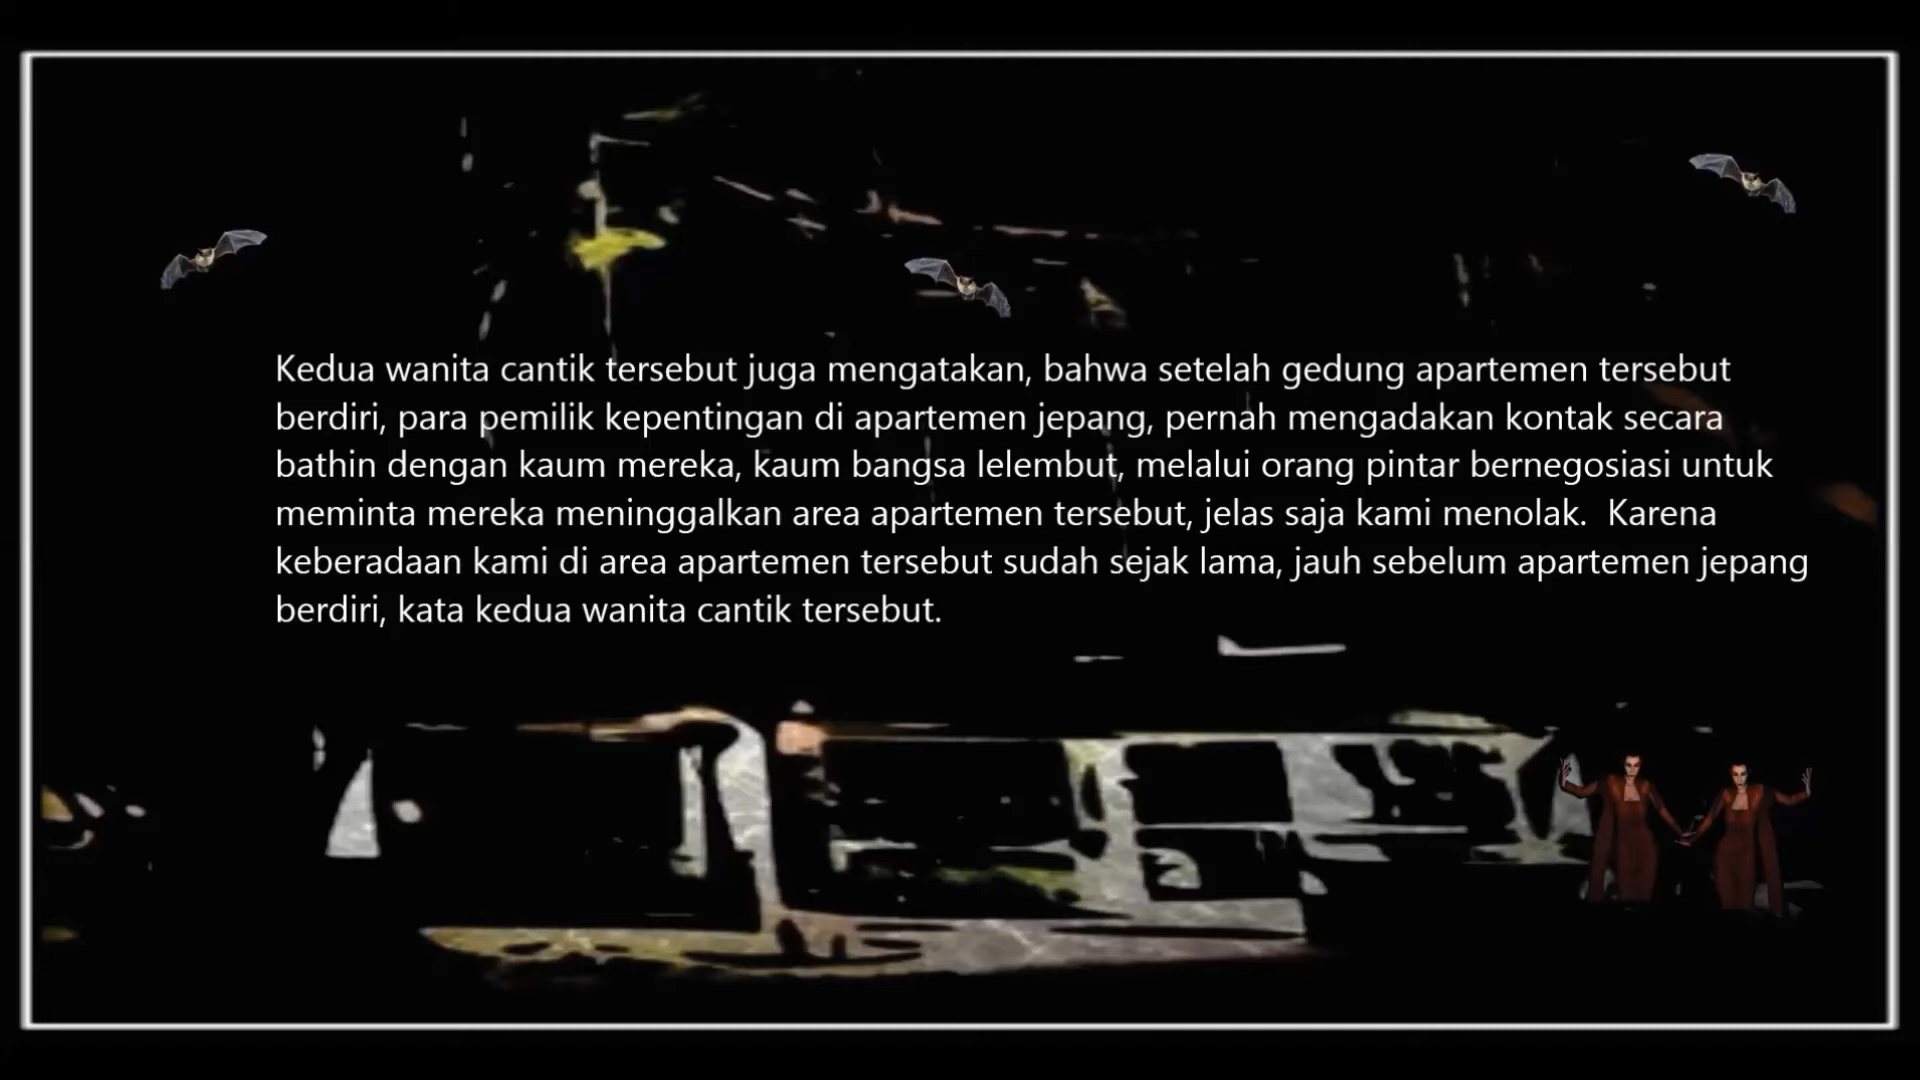 Kedua wanita cantik tersebut juga mengatakan, bahwa setelah gedung apartemen tersebut
berdiri, para pemilik kepentingan di apartemen jepang, pernah mengadakan kontak secara
bathin dengan kaum mereka, kaum bangsa lelembut, melalui orang pintar bernegosiasi untuk
meminta mereka meninggalkan area apartemen tersebut, jelas saja kami menolak.  Karena
keberadaan kami di area apartemen tersebut sudah sejak lama, jauh sebelum apartemen jepang
berdiri, kata kedua wanita cantik tersebut.